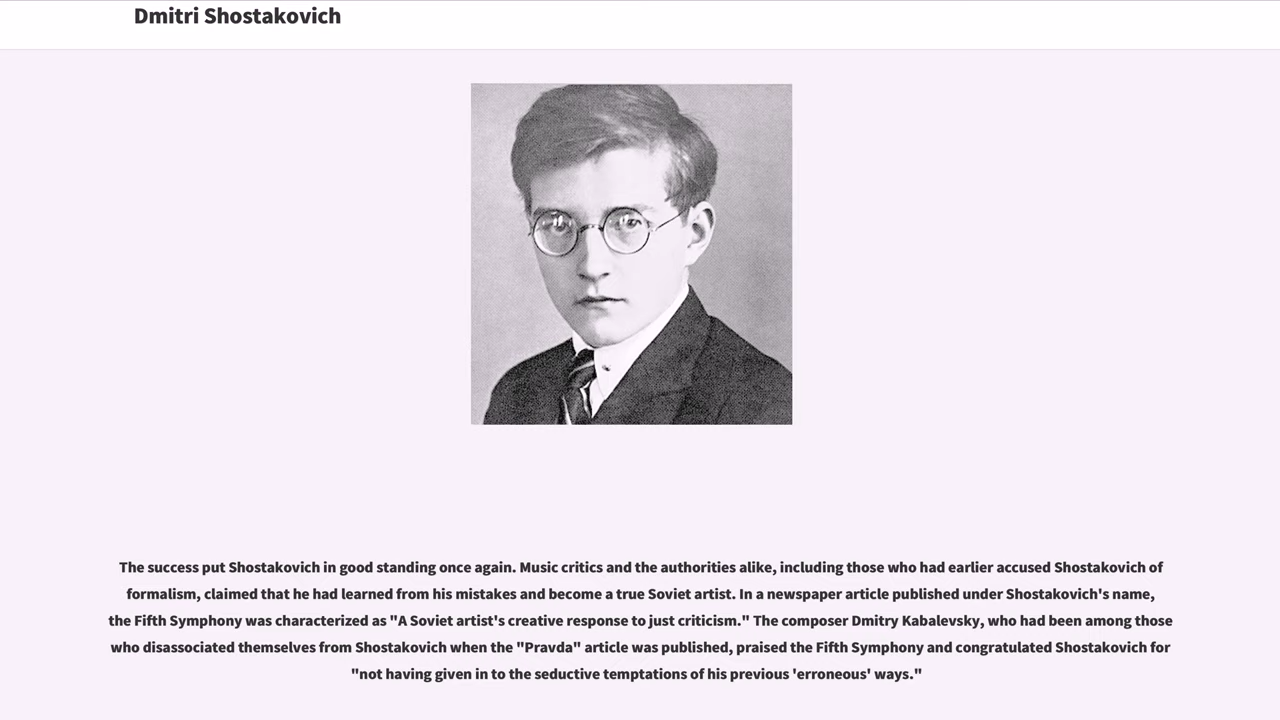 Dmitri Shostakovich
The success put Shostakovich in good standing once again. Music critics and the authorities alike, including those who had earlier accused Shostakovich of
formalism, claimed that he had learned from his mistakes and become a true Soviet artist. In a newspaper article published under Shostakovich's name,
the Fifth Symphony was characterized as "A Soviet artist's creative response to just criticism." The composer Dmitry Kabalevsky, who had been among those
who disassociated themselves from Shostakovich when the "Pravda" article was published, praised the Fifth Symphony and congratulated Shostakovich for
"not having given in to the seductive temptations of his previous 'erroneous' ways."